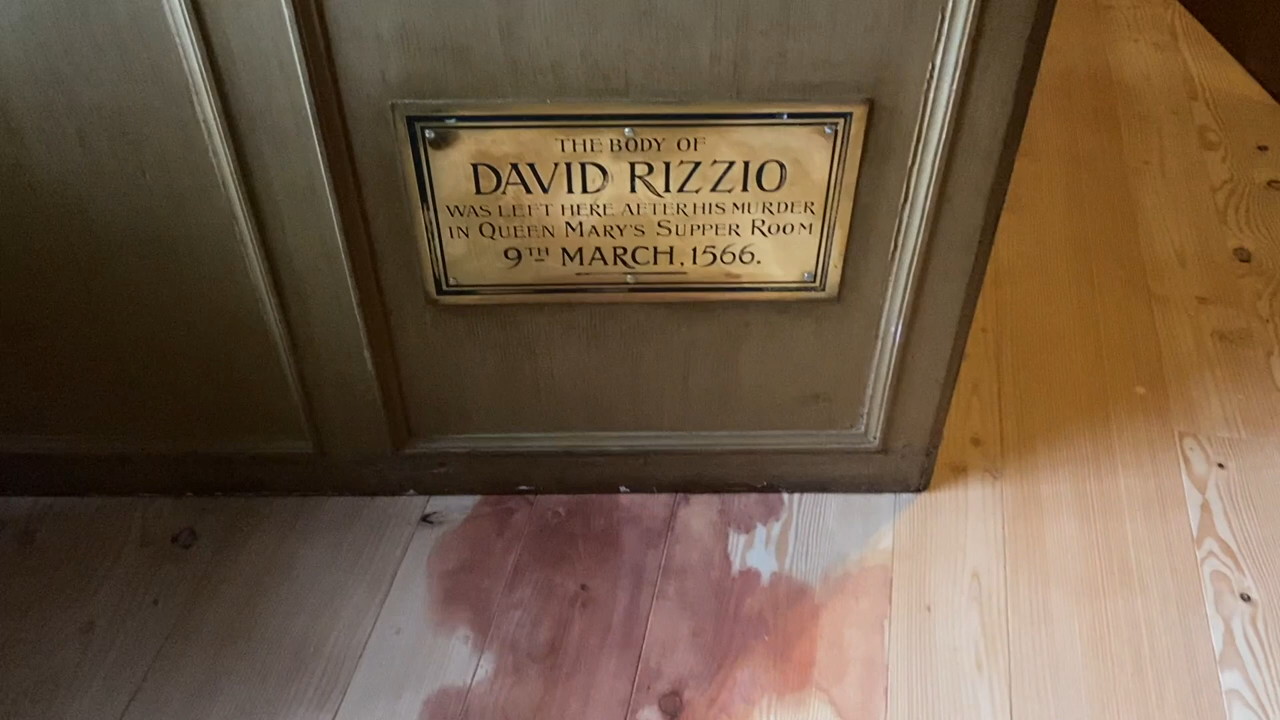 THE BODY OF
DAVID RIZZIO
WAS LEFT HERE AFTER HIS MURDER
IN QUEEN MARY'S SUPPER ROOM
9TH MARCH, 1566.